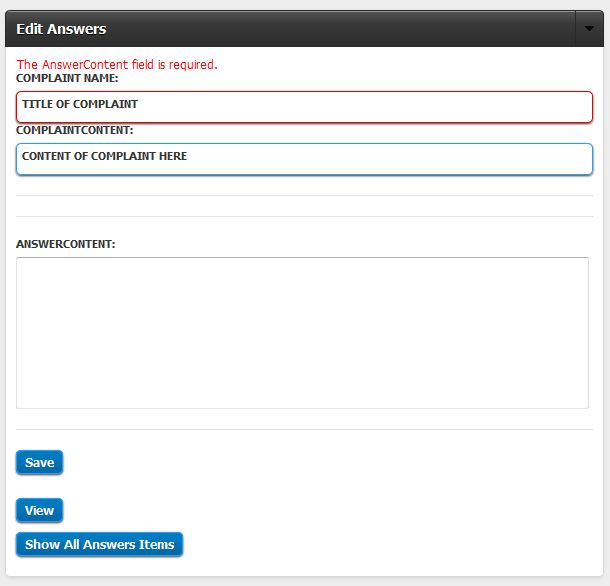 Edit Answers
The AnswerContent field is required.
COMPLAINT NAME:
TITLE OF COMPLAINT
COMPLAINTCONTENT:
CONTENT OF COMPLAINT HERE
ANSWERCONTENT:
Save
View
Show All Answers Items